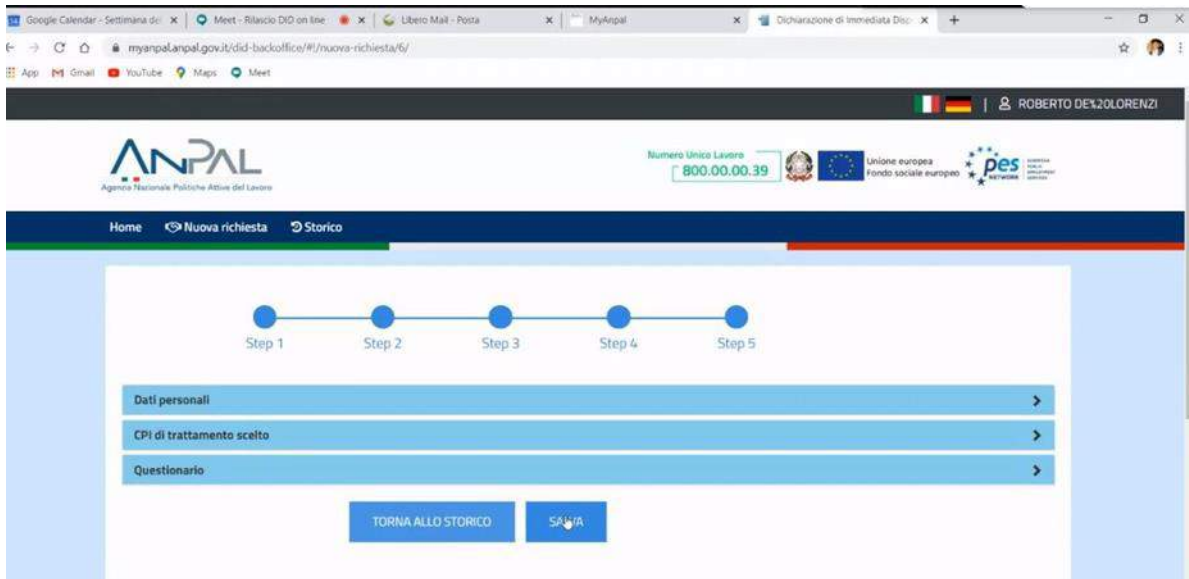 Google Calendar - Settimana de
Meet - Rilascio DID on line
Libero Mail - Posta
MyAnpal
Dichiarazione di Immediata Disp
myanpal.anpal.gov.it/did-backoffice/#!/nuova-richiesta/6/
App
Gmail
YouTube
Maps
Meet
ROBERTO DE%20LORENZI
ANPAL
Agenzia Nazionale Politiche Attive del Lavoro
Numero Unico Lavoro
800.00.00.39
Unione europea
Fondo sociale europeo
pes
NETWORK
Home
Nuova richiesta
Storico
Step 1
Step 2
Step 3
Step 4
Step 5
Dati personali
CPI di trattamento scelto
Questionario
TORNA ALLO STORICO
SALVA